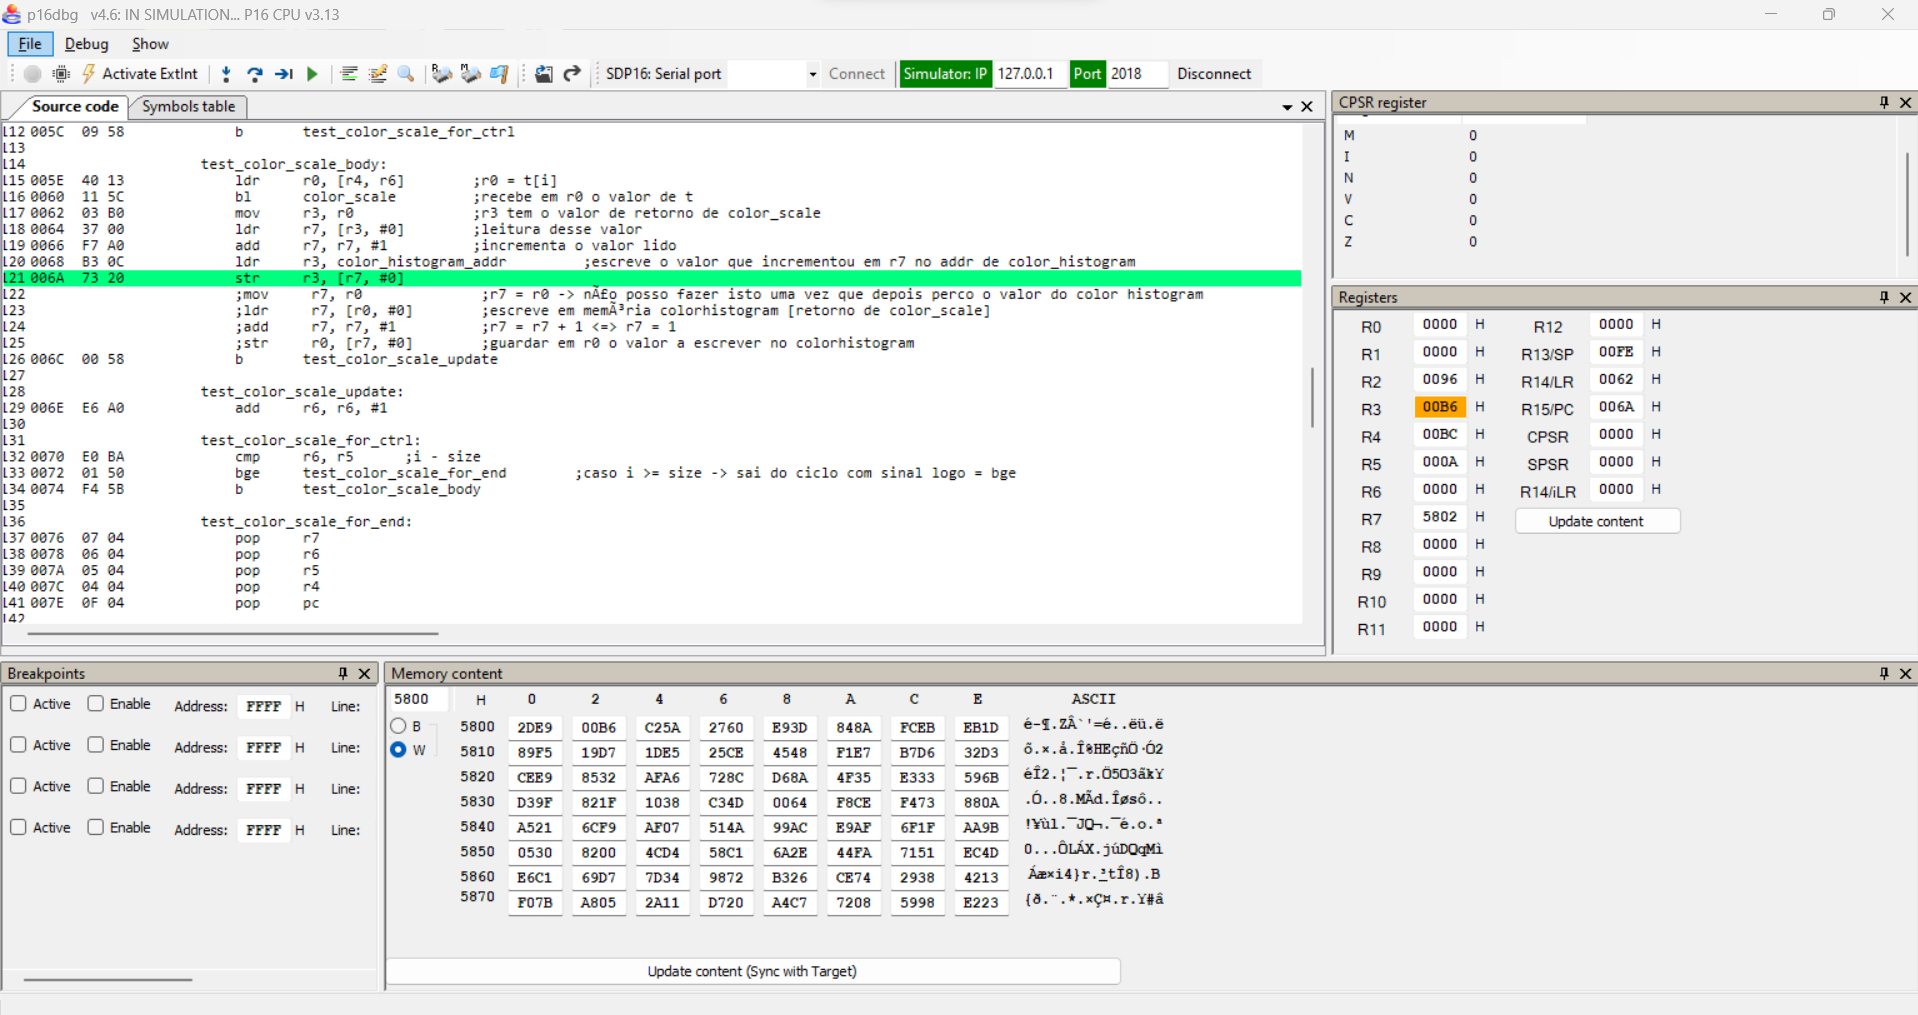 p16dbg v4.6: IN SIMULATION... P16 CPU v3.13
File Debug Show
Activate ExtInt SDP16: Serial port Connect Simulator: IP 127.0.0.1 Port 2018 Disconnect
Source code Symbols table
112 005C 09 58 b test_color_scale_for_ctrl
113
114 test_color_scale_body:
115 005E 40 13 ldr r0, [r4, r6] ;r0 = t[i]
116 0060 11 5C bl color_scale ;recebe em r0 o valor de t
117 0062 03 B0 mov r3, r0 ;r3 tem o valor de retorno de color_scale
118 0064 37 00 ldr r7, [r3, #0] ;leitura desse valor
119 0066 F7 A0 add r7, r7, #1 ;incrementa o valor lido
120 0068 B3 0C ldr r3, color_histogram_addr ;escreve o valor que incrementou em r7 no addr de color_histogram
121 006A 73 20 str r3, [r7, #0]
122 ;mov r7, r0 ;r7 = r0 -> nÃ£o posso fazer isto uma vez que depois perco o valor do color histogram
123 ;ldr r7, [r0, #0] ;escreve em memÃ³ria colorhistogram [retorno de color_scale]
124 ;add r7, r7, #1 ;r7 = r7 + 1 <=> r7 = 1
125 ;str r0, [r7, #0] ;guardar em r0 o valor a escrever no colorhistogram
126 006C 00 58 b test_color_scale_update
127
128 test_color_scale_update:
129 006E E6 A0 add r6, r6, #1
130
131 test_color_scale_for_ctrl:
132 0070 E0 BA cmp r6, r5 ;i - size
133 0072 01 50 bge test_color_scale_for_end ;caso i >= size -> sai do ciclo com sinal logo = bge
134 0074 F4 5B b test_color_scale_body
135
136 test_color_scale_for_end:
137 0076 07 04 pop r7
138 0078 06 04 pop r6
139 007A 05 04 pop r5
140 007C 04 04 pop r4
141 007E 0F 04 pop pc
142
CPSR register
M 0
I 0
N 0
V 0
C 0
Z 0
Registers
R0 0000 H R12 0000 H
R1 0000 H R13/SP 00FE H
R2 0096 H R14/LR 0062 H
R3 00B6 H R15/PC 006A H
R4 00BC H CPSR 0000 H
R5 000A H SPSR 0000 H
R6 0000 H R14/iLR 0000 H
R7 5802 H Update content
R8 0000 H
R9 0000 H
R10 0000 H
R11 0000 H
Breakpoints
Active Enable Address: FFFF H Line:
Active Enable Address: FFFF H Line:
Active Enable Address: FFFF H Line:
Active Enable Address: FFFF H Line:
Memory content
5800 H 0 2 4 6 8 A C E ASCII
B
W
5800 2DE9 00B6 C25A 2760 E93D 848A FCEB EB1D
5810 89F5 19D7 1DE5 25CE 4548 F1E7 B7D6 32D3
5820 CEE9 8532 AFA6 728C D68A 4F35 E333 596B
5830 D39F 821F 1038 C34D 0064 F8CE F473 880A
5840 A521 6CF9 AF07 514A 99AC E9AF 6F1F AA9B
5850 0530 8200 4CD4 58C1 6A2E 44FA 7151 EC4D
5860 E6C1 69D7 7D34 9872 B326 CE74 2938 4213
5870 F07B A805 2A11 D720 A4C7 7208 5998 E223
Update content (Sync with Target)